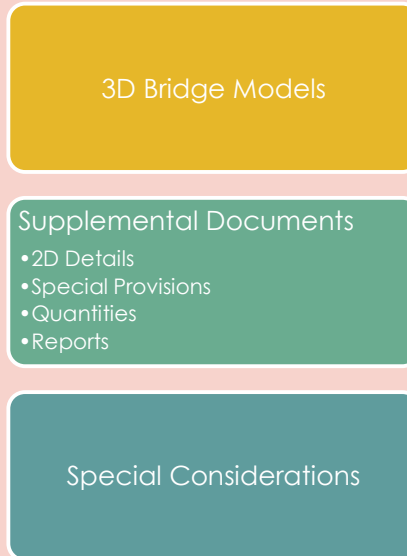 3D Bridge Models
Supplemental Documents
•2D Details
•Special Provisions
•Quantities
•Reports
Special Considerations